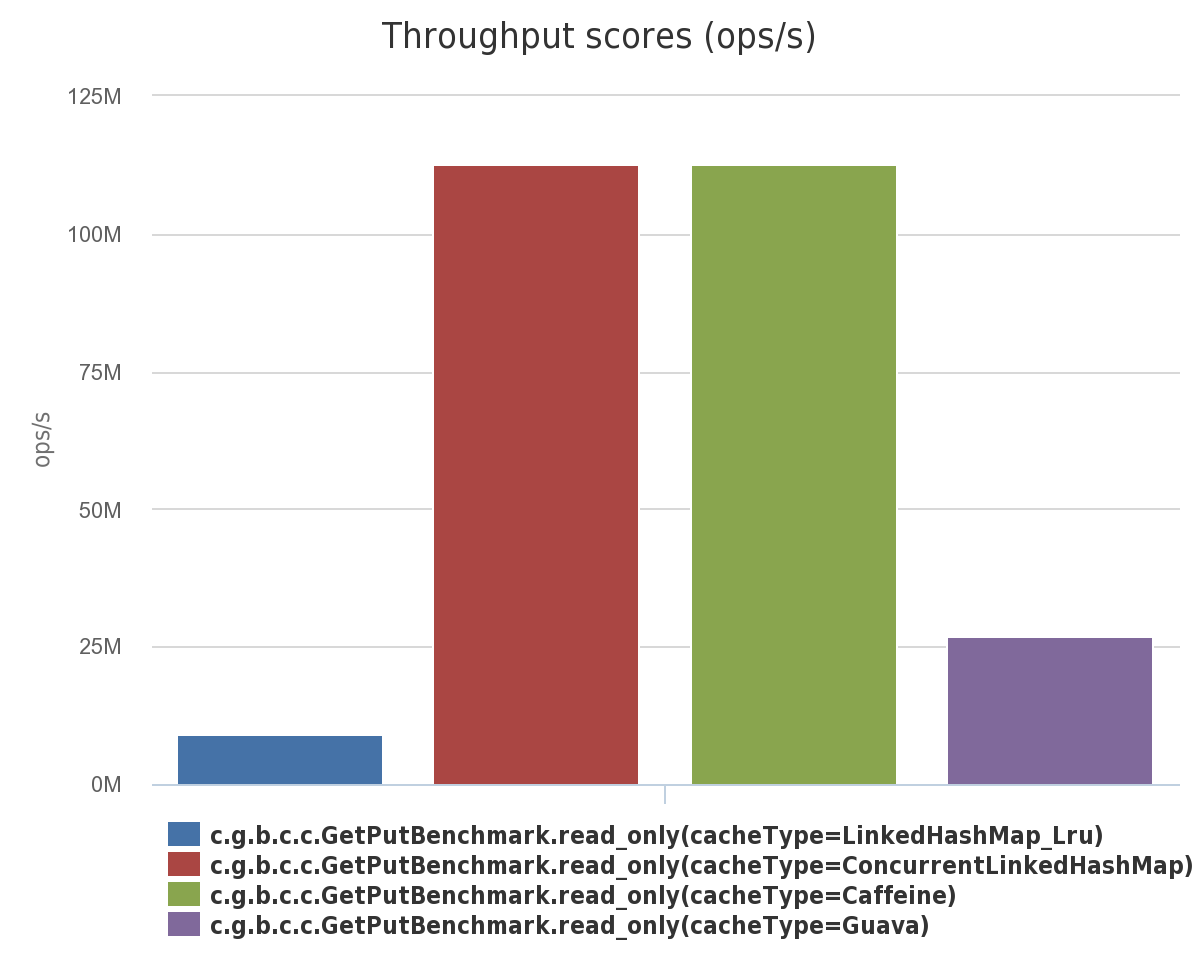 Throughput scores (ops/s)
125M
100M
75M
50M
25M
0M
ops/s
c.g.b.c.c.GetPutBenchmark.read_only(cacheType=LinkedHashMap_Lru)
c.g.b.c.c.GetPutBenchmark.read_only(cacheType=ConcurrentLinkedHashMap)
c.g.b.c.c.GetPutBenchmark.read_only(cacheType=Caffeine)
c.g.b.c.c.GetPutBenchmark.read_only(cacheType=Guava)